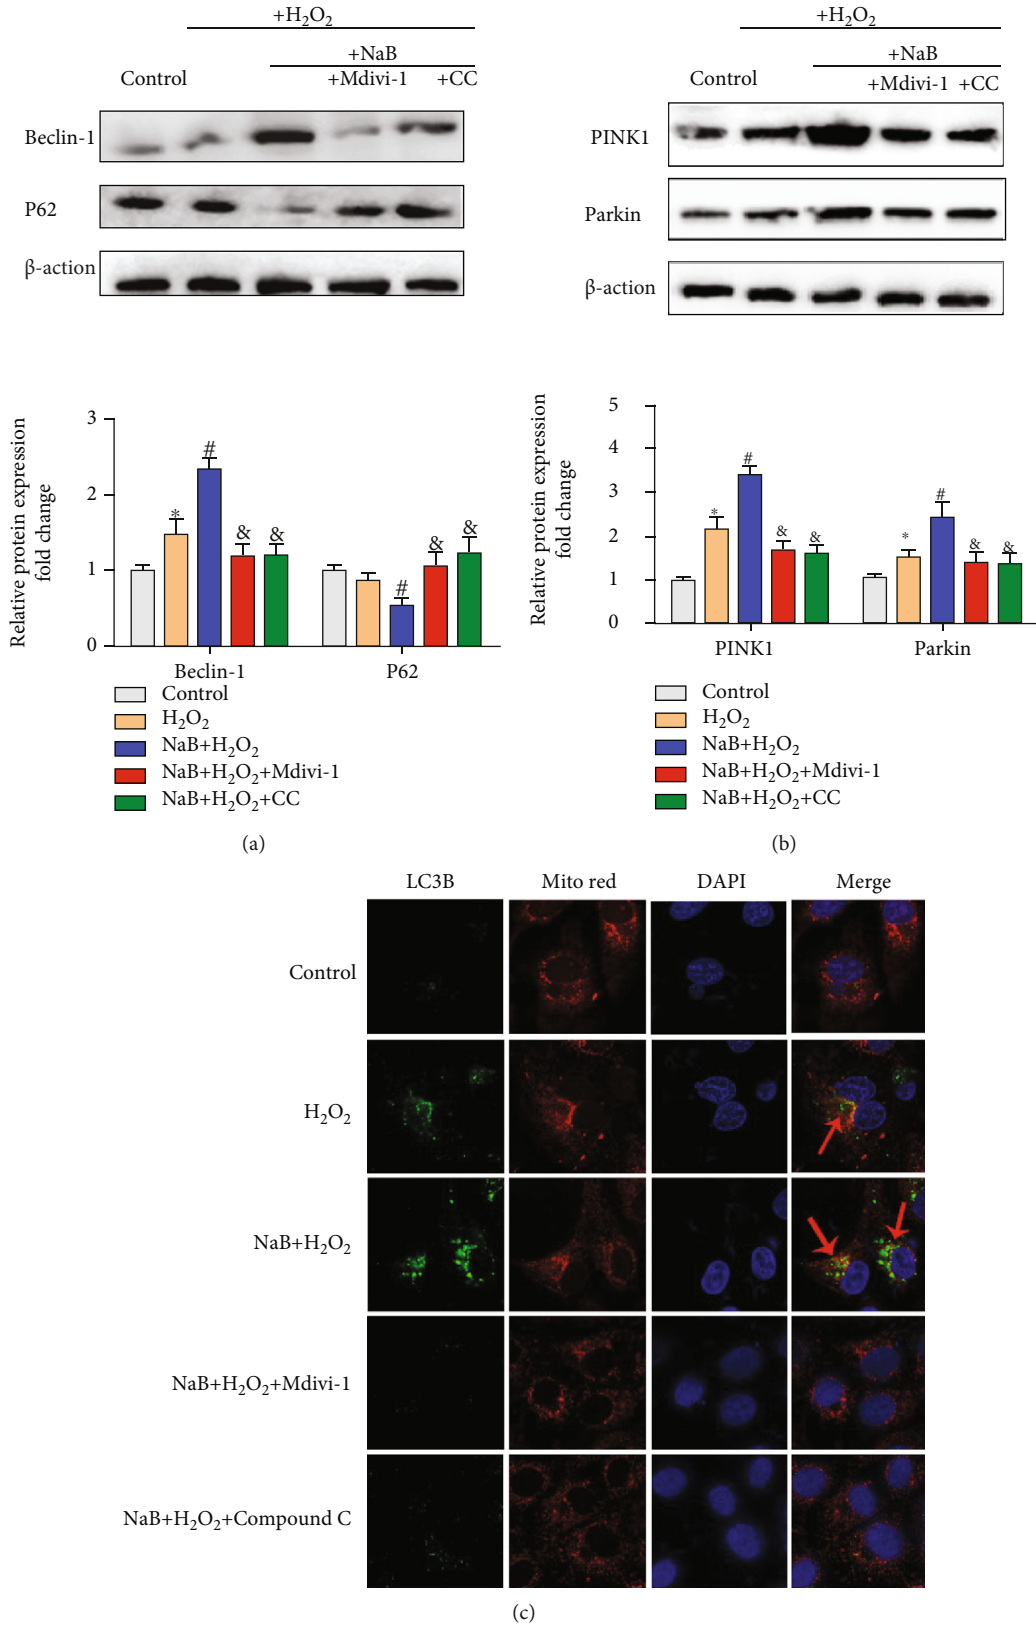 +H₂O₂
+NaB
Control +Mdivi-1 +CC
Beclin-1
P62
β-action
Relative protein expression
fold change
3
2
1
0
*
#
&
&
#
&
&
Beclin-1 P62
Control
H₂O₂
NaB+H₂O₂
NaB+H₂O₂+Mdivi-1
NaB+H₂O₂+CC
(a)
+H₂O₂
+NaB
Control +Mdivi-1 +CC
PINK1
Parkin
β-action
Relative protein expression
fold change
5
4
3
2
1
0
*
#
&
&
*
#
&
&
PINK1 Parkin
Control
H₂O₂
NaB+H₂O₂
NaB+H₂O₂+Mdivi-1
NaB+H₂O₂+CC
(b)
LC3B Mito red DAPI Merge
Control
H₂O₂
NaB+H₂O₂
NaB+H₂O₂+Mdivi-1
NaB+H₂O₂+Compound C
(c)